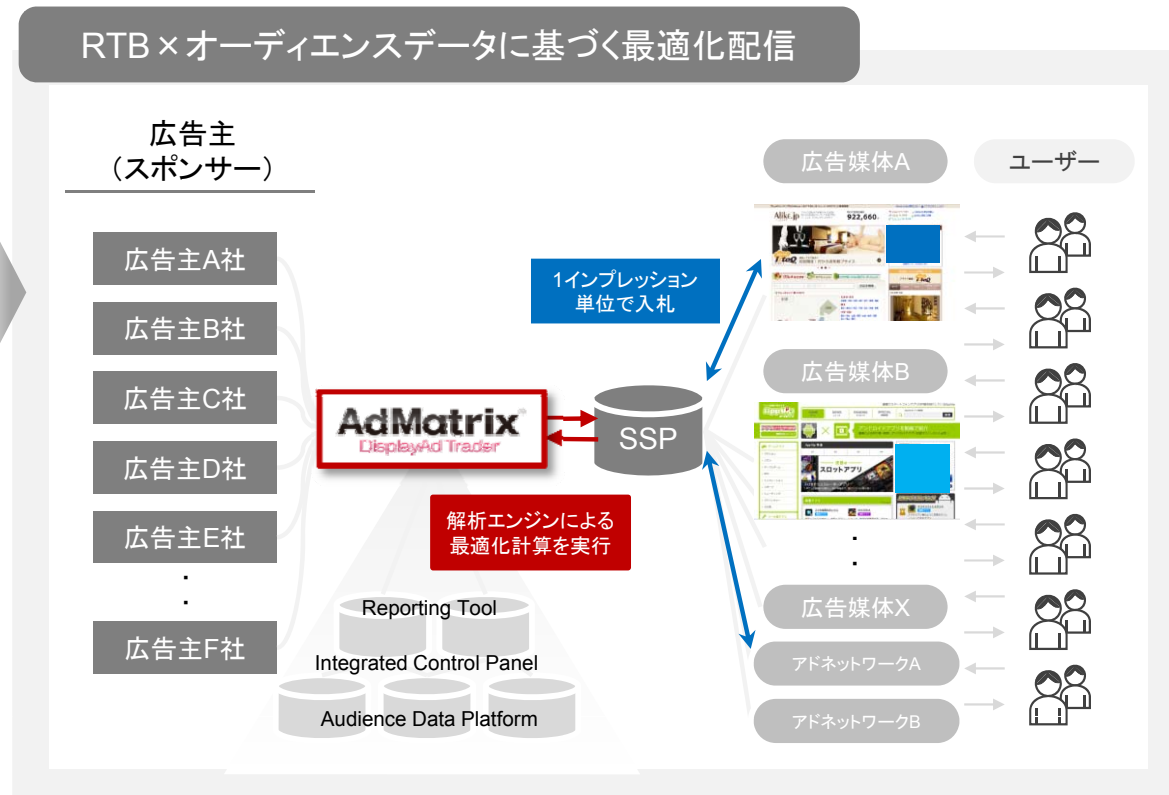 RTB×オーディエンスデータに基づく最適化配信
広告主
（スポンサー）
広告主A社
広告主B社
広告主C社
広告主D社
広告主E社
・
・
広告主F社
AdMatrix
DisplayAd Trader
解析エンジンによる
最適化計算を実行
Reporting Tool
Integrated Control Panel
Audience Data Platform
SSP
1インプレッション
単位で入札
広告媒体A
Alike.jp
922,660
広告媒体B
スロットアプリ
・
・
広告媒体X
アドネットワークA
アドネットワークB
ユーザー